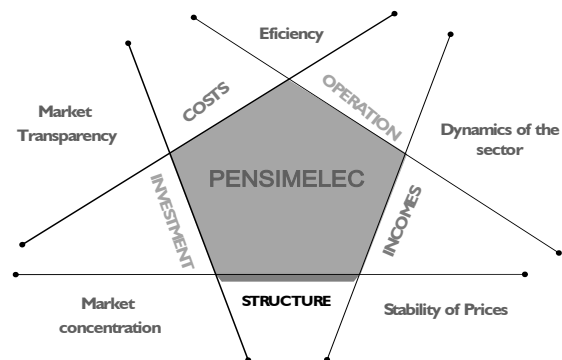 Eficiency
COSTS
OPERATION
Market
Transparency
Dynamics of the
sector
PENSIMELEC
INVESTMENT
INCOMES
STRUCTURE
Market
concentration
Stability of Prices